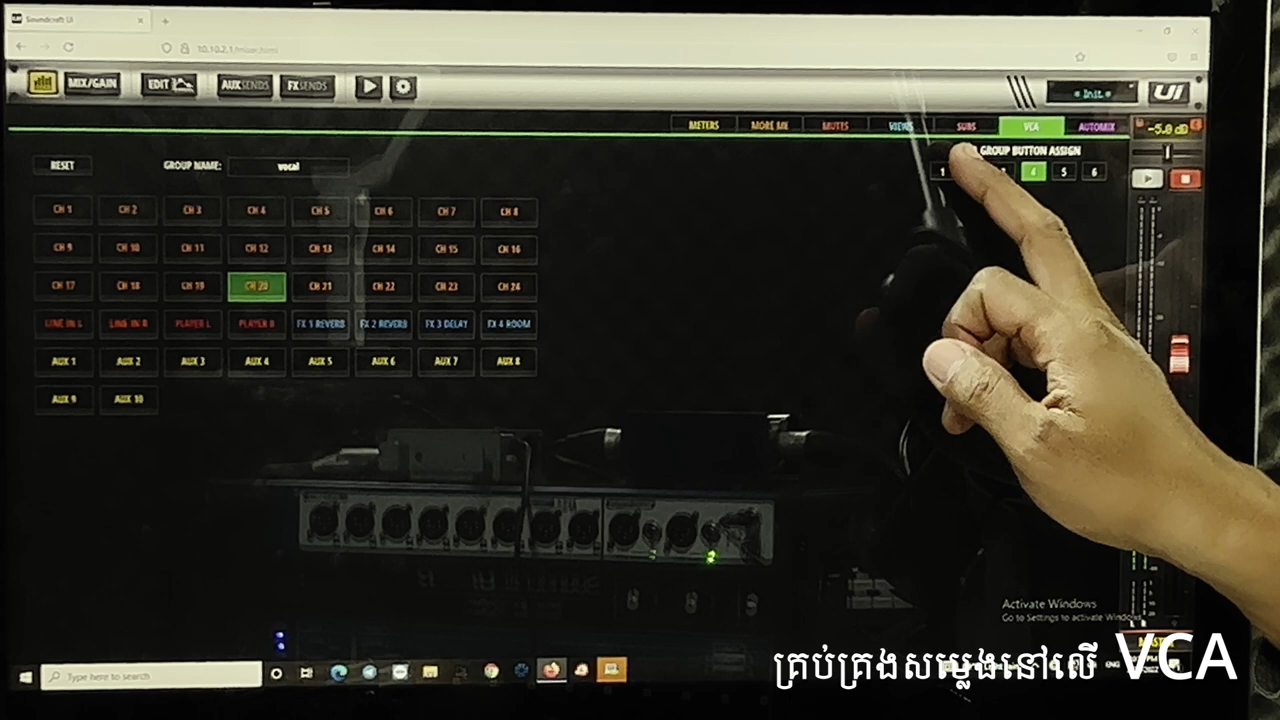 Soundcraft Ui
10.10.2.1/mixer.html
MIX/GAIN EDIT AUXSENDS FXSENDS * Init * Ui
METERS MORE ME MUTES VIEWS SUBS VCA AUTOMIX -5.0 dB
RESET GROUP NAME: vocal GROUP BUTTON ASSIGN
1 4 5 6
CH 1 CH 2 CH 3 CH 4 CH 5 CH 6 CH 7 CH 8
CH 9 CH 10 CH 11 CH 12 CH 13 CH 14 CH 15 CH 16
CH 17 CH 18 CH 19 CH 20 CH 21 CH 22 CH 23 CH 24
LINE IN L LINE IN R PLAYER L PLAYER R FX 1 REVERB FX 2 REVERB FX 3 DELAY FX 4 ROOM
AUX 1 AUX 2 AUX 3 AUX 4 AUX 5 AUX 6 AUX 7 AUX 8
AUX 9 AUX 10
Activate Windows
Go to Settings to activate Windows
គ្រប់គ្រងសម្លេងនៅលើ VCA
Type here to search
ENG